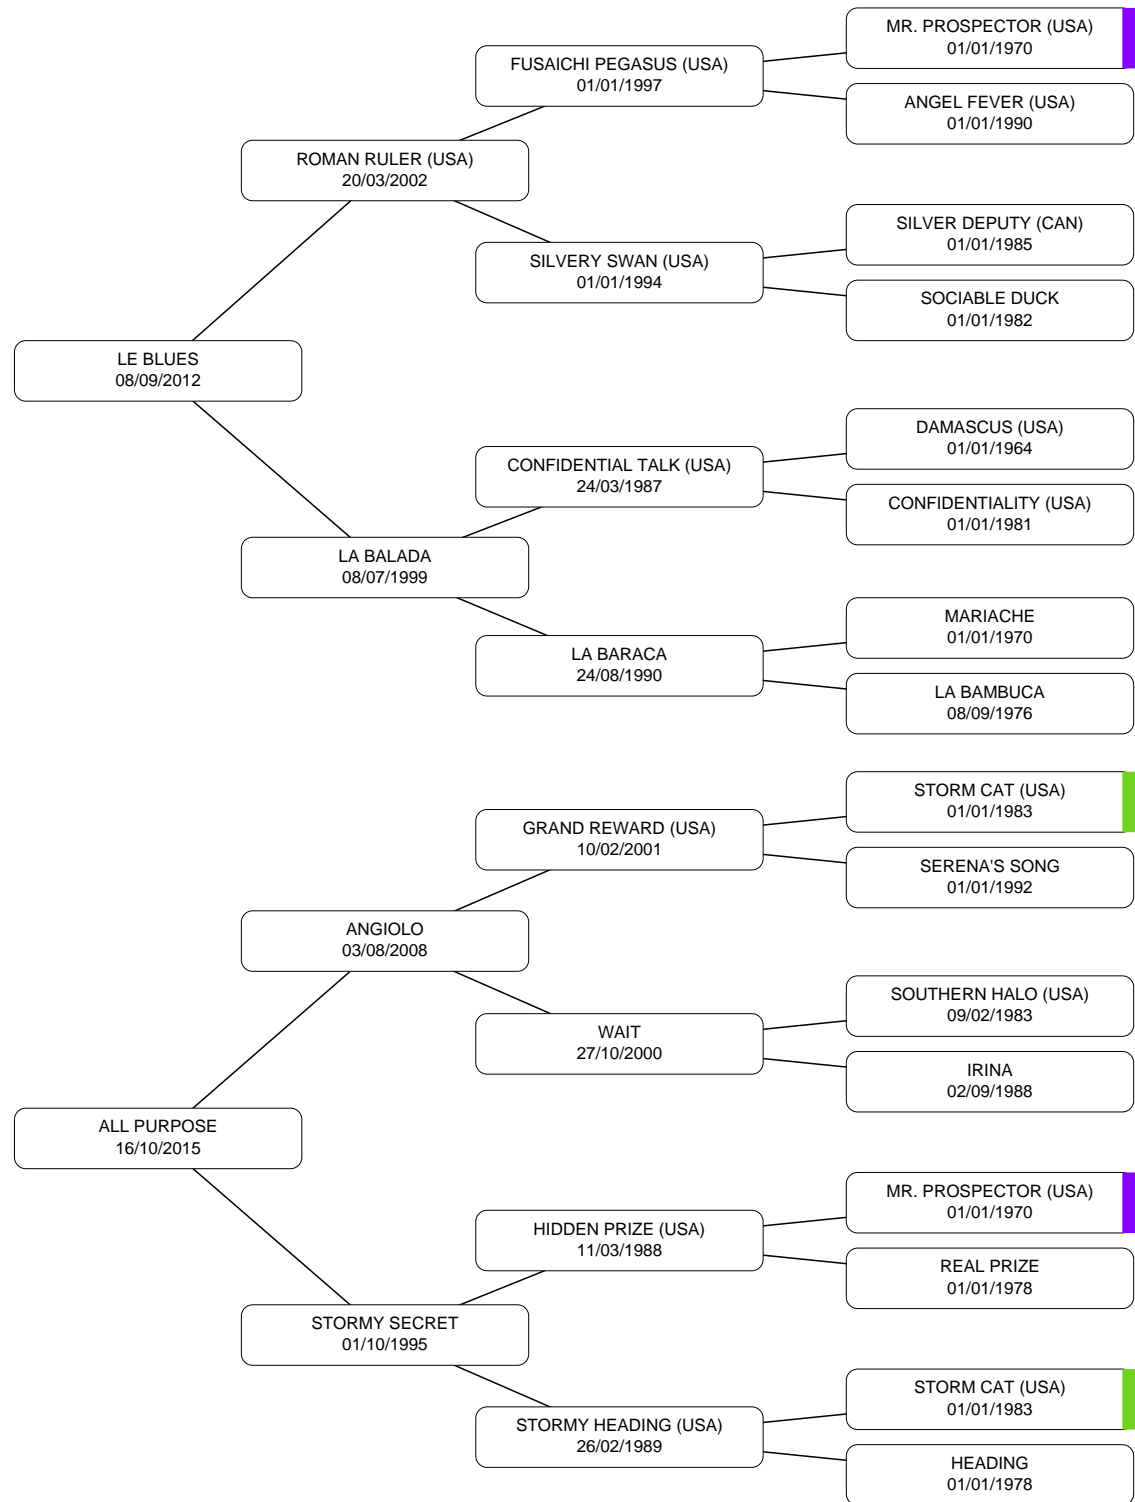 MR. PROSPECTOR (USA)
01/01/1970
FUSAICHI PEGASUS (USA)
01/01/1997
ANGEL FEVER (USA)
01/01/1990
ROMAN RULER (USA)
20/03/2002
SILVER DEPUTY (CAN)
01/01/1985
SILVERY SWAN (USA)
01/01/1994
SOCIABLE DUCK
01/01/1982
LE BLUES
08/09/2012
DAMASCUS (USA)
01/01/1964
CONFIDENTIAL TALK (USA)
24/03/1987
CONFIDENTIALITY (USA)
01/01/1981
LA BALADA
08/07/1999
MARIACHE
01/01/1970
LA BARACA
24/08/1990
LA BAMBUCA
08/09/1976
STORM CAT (USA)
01/01/1983
GRAND REWARD (USA)
10/02/2001
SERENA'S SONG
01/01/1992
ANGIOLO
03/08/2008
SOUTHERN HALO (USA)
09/02/1983
WAIT
27/10/2000
IRINA
02/09/1988
ALL PURPOSE
16/10/2015
MR. PROSPECTOR (USA)
01/01/1970
HIDDEN PRIZE (USA)
11/03/1988
REAL PRIZE
01/01/1978
STORMY SECRET
01/10/1995
STORM CAT (USA)
01/01/1983
STORMY HEADING (USA)
26/02/1989
HEADING
01/01/1978